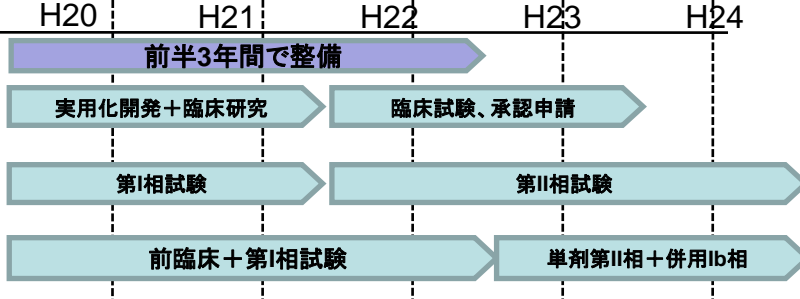 H20 H21 H22 H23 H24
前半3年間で整備
実用化開発＋臨床研究 臨床試験、承認申請
第I相試験 第II相試験
前臨床＋第I相試験 単剤第II相＋併用Ib相